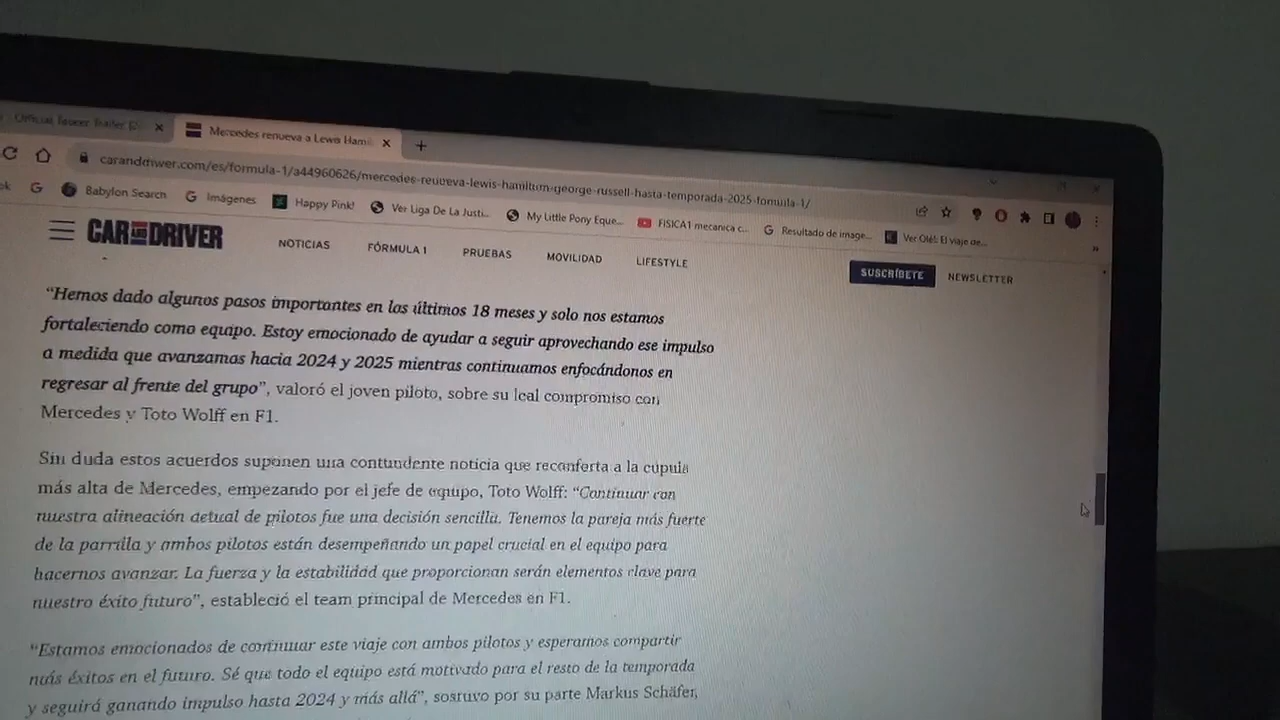 Official Teaser Trailer
Mercedes renueva a Lewis Ham
caranddriver.com/es/formula-1/a44960626/mercedes-reuueva-lewis-hamilton-george-russell-hasta-temporada-2025-formula-1/
ok
Babylon Search
Imágenes
Happy Pink!
Ver Liga De La Justi...
My Little Pony Eque...
FISICA1 mecanica c...
Resultado de image...
Ver Olé!: El viaje de...
CAR AND DRIVER
NOTICIAS
FÓRMULA 1
PRUEBAS
MOVILIDAD
LIFESTYLE
SUSCRÍBETE
NEWSLETTER
“Hemos dado algunos pasos importantes en los últimos 18 meses y solo nos estamos
fortaleciendo como equipo. Estoy emocionado de ayudar a seguir aprovechando ese impulso
a medida que avanzamos hacia 2024 y 2025 mientras continuamos enfocándonos en
regresar al frente del grupo”, valoró el joven piloto, sobre su leal compromiso con
Mercedes y Toto Wolff en F1.
Sin duda estos acuerdos suponen una contundente noticia que reconforta a la cúpula
más alta de Mercedes, empezando por el jefe de equipo, Toto Wolff: “Continuar con
nuestra alineación actual de pilotos fue una decisión sencilla. Tenemos la pareja más fuerte
de la parrilla y ambos pilotos están desempeñando un papel crucial en el equipo para
hacernos avanzar. La fuerza y la estabilidad que proporcionan serán elementos clave para
nuestro éxito futuro”, estableció el team principal de Mercedes en F1.
“Estamos emocionados de continuar este viaje con ambos pilotos y esperamos compartir
más éxitos en el futuro. Sé que todo el equipo está motivado para el resto de la temporada
y seguirá ganando impulso hasta 2024 y más allá”, sostuvo por su parte Markus Schäfer,